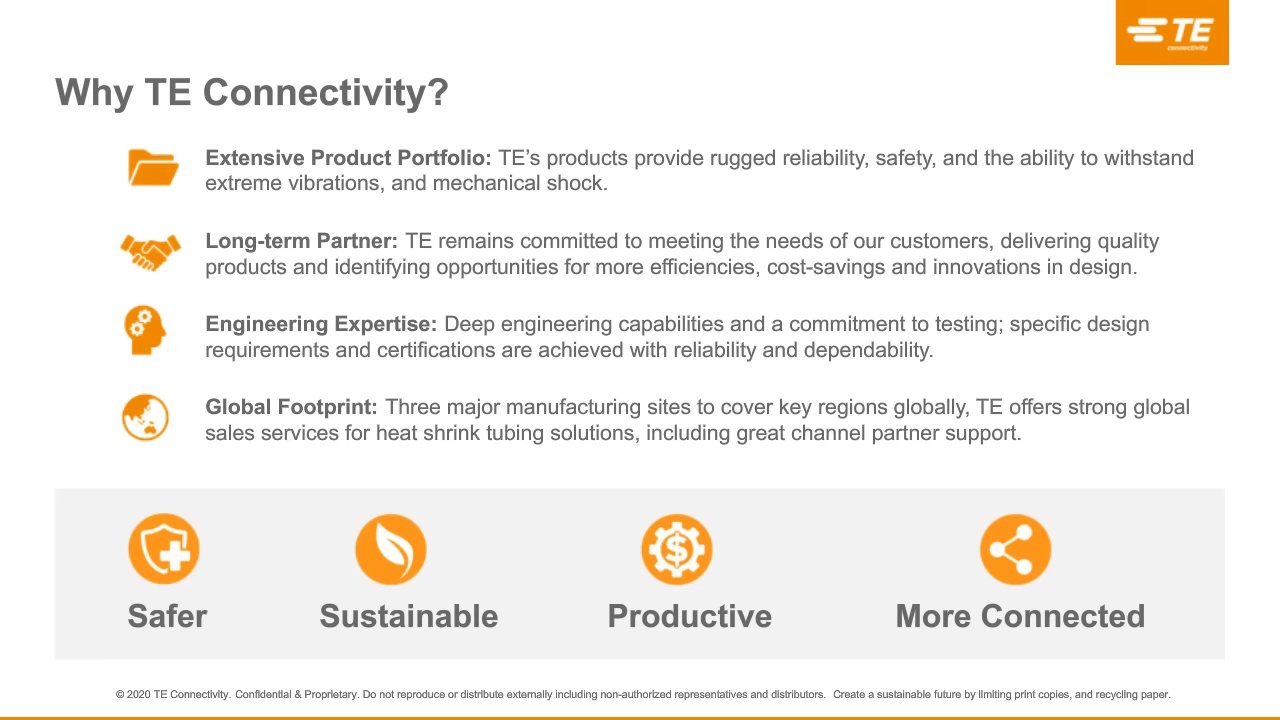 TE
connectivity
Why TE Connectivity?
Extensive Product Portfolio: TE’s products provide rugged reliability, safety, and the ability to withstand
extreme vibrations, and mechanical shock.
Long-term Partner: TE remains committed to meeting the needs of our customers, delivering quality
products and identifying opportunities for more efficiencies, cost-savings and innovations in design.
Engineering Expertise: Deep engineering capabilities and a commitment to testing; specific design
requirements and certifications are achieved with reliability and dependability.
Global Footprint: Three major manufacturing sites to cover key regions globally, TE offers strong global
sales services for heat shrink tubing solutions, including great channel partner support.
$
Safer
Sustainable
Productive
More Connected
© 2020 TE Connectivity. Confidential & Proprietary. Do not reproduce or distribute externally including non-authorized representatives and distributors. Create a sustainable future by limiting print copies, and recycling paper.